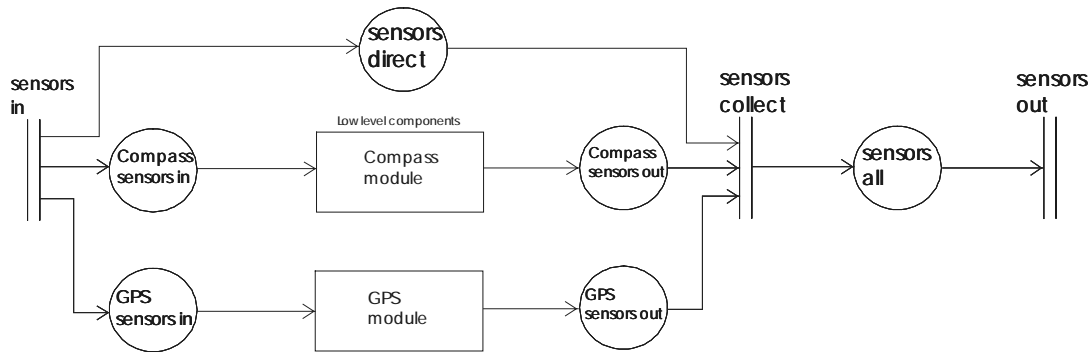 sensors
direct
sensors
in
sensors
collect
sensors
out
Low level components
Compass
sensors in
Compass
module
Compass
sensors out
sensors
all
GPS
sensors in
GPS
module
GPS
sensors out